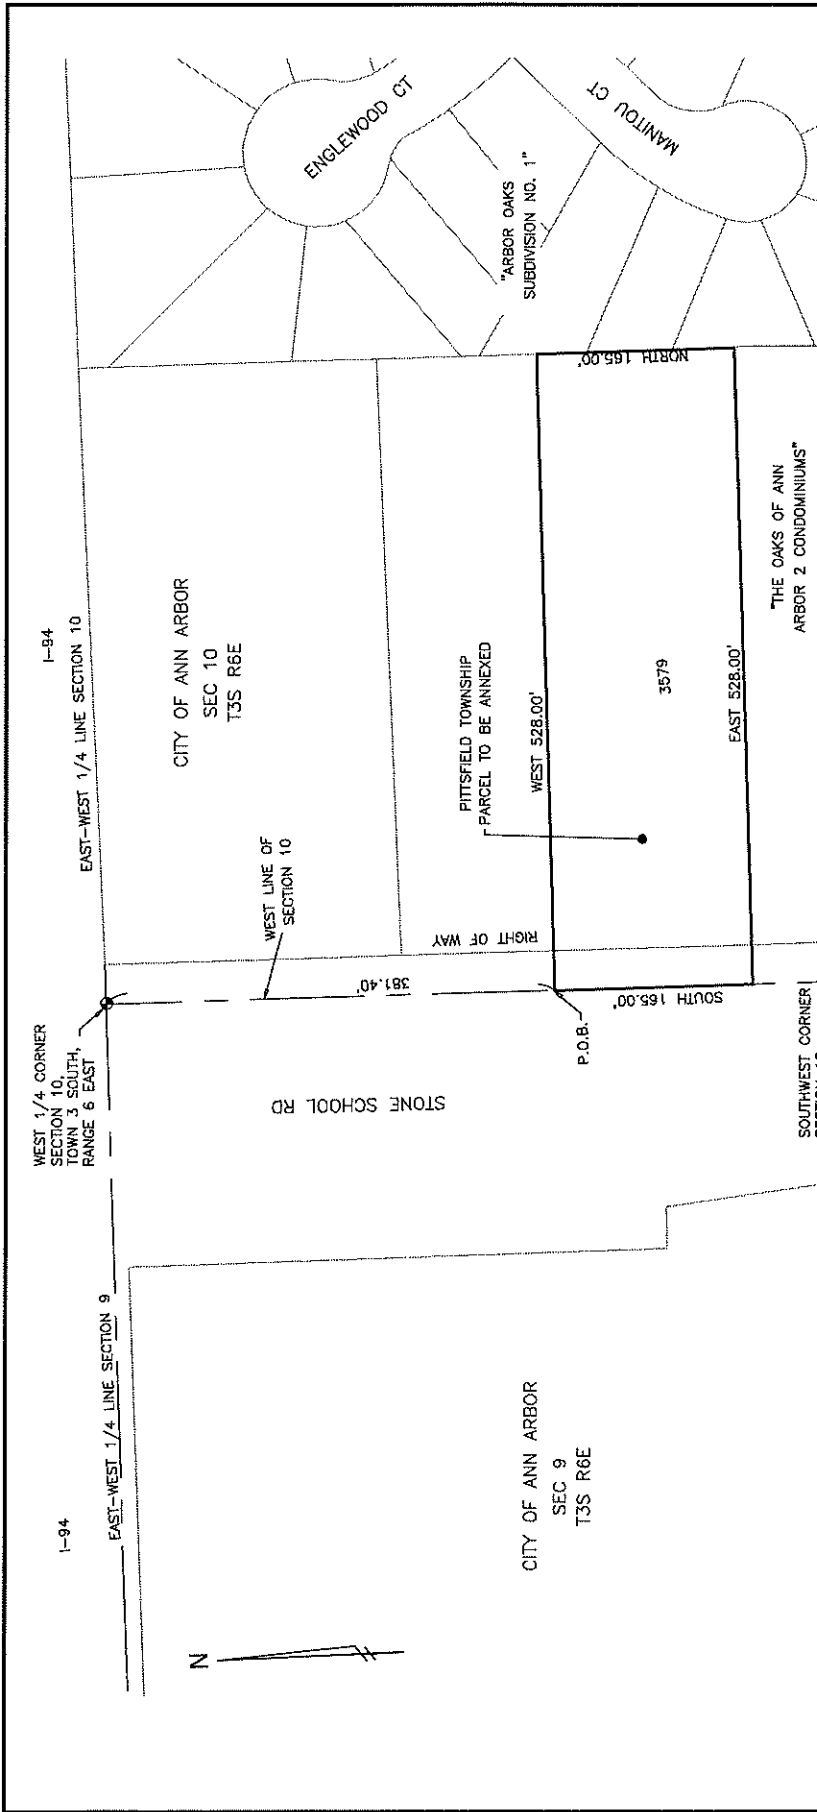 I-94
I-94
EAST-WEST 1/4 LINE SECTION 9
WEST 1/4 CORNER
SECTION 10,
TOWN 3 SOUTH,
RANGE 6 EAST
EAST-WEST 1/4 LINE SECTION 10
ENGLEWOOD CT
MANITOU CT
"ARBOR OAKS
SUBDIVISION NO. 1"
CITY OF ANN ARBOR
SEC 10
T3S R6E
WEST LINE OF
SECTION 10
381.40'
RIGHT OF WAY
STONE SCHOOL RD
N
PITTSFIELD TOWNSHIP
PARCEL TO BE ANNEXED
WEST 528.00'
NORTH 165.00'
3579
EAST 528.00'
SOUTH 165.00'
P.O.B.
CITY OF ANN ARBOR
SEC 9
T3S R6E
"THE OAKS OF ANN
ARBOR 2 CONDOMINIUMS"
SOUTHWEST CORNER